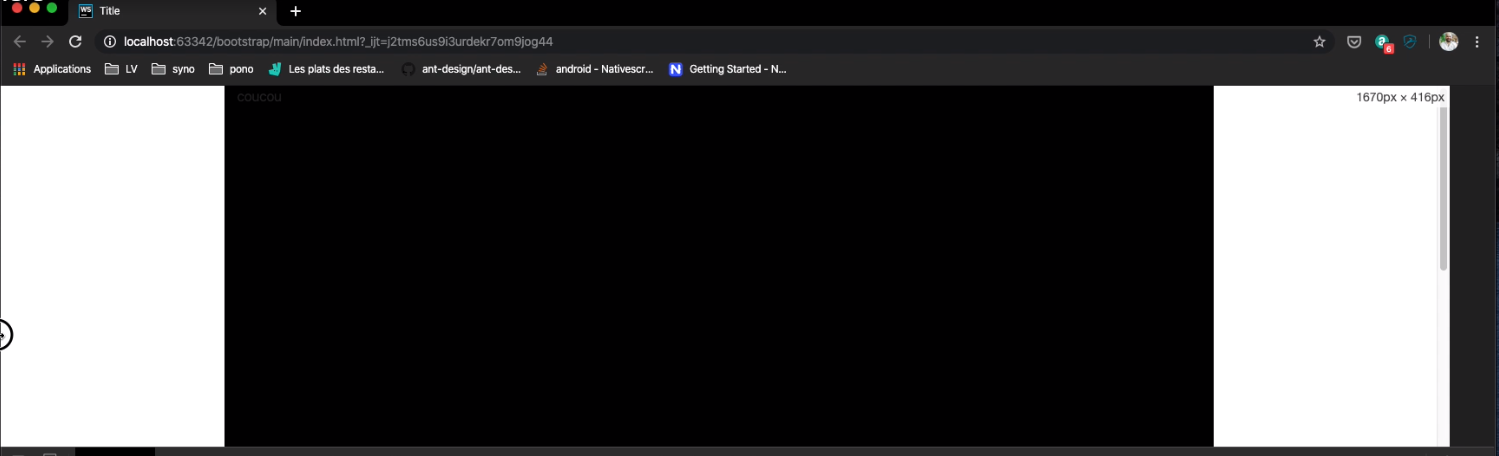 WS Title
localhost:63342/bootstrap/main/index.html?_ijt=j2tms6us9i3urdekr7om9jog44
6
Applications LV syno pono Les plats des resta... ant-design/ant-des... android - Nativescr... N Getting Started - N...
coucou 1670px × 416px